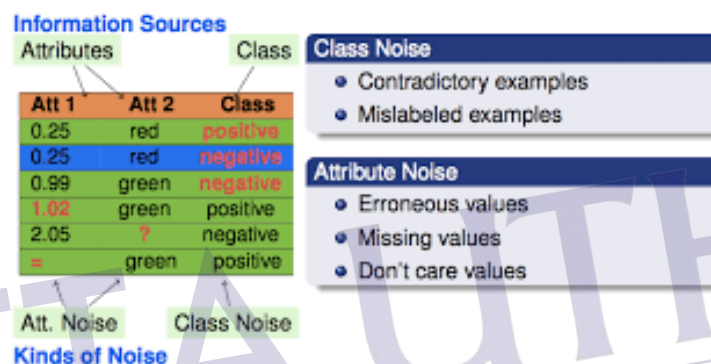 Information Sources
Attributes
Class
Att 1 Att 2 Class
0.25 red positive
0.25 red negative
0.99 green negative
1.02 green positive
2.05 ? negative
= green positive
Att. Noise
Class Noise
Kinds of Noise
Class Noise
Contradictory examples
Mislabeled examples
Attribute Noise
Erroneous values
Missing values
Don't care values